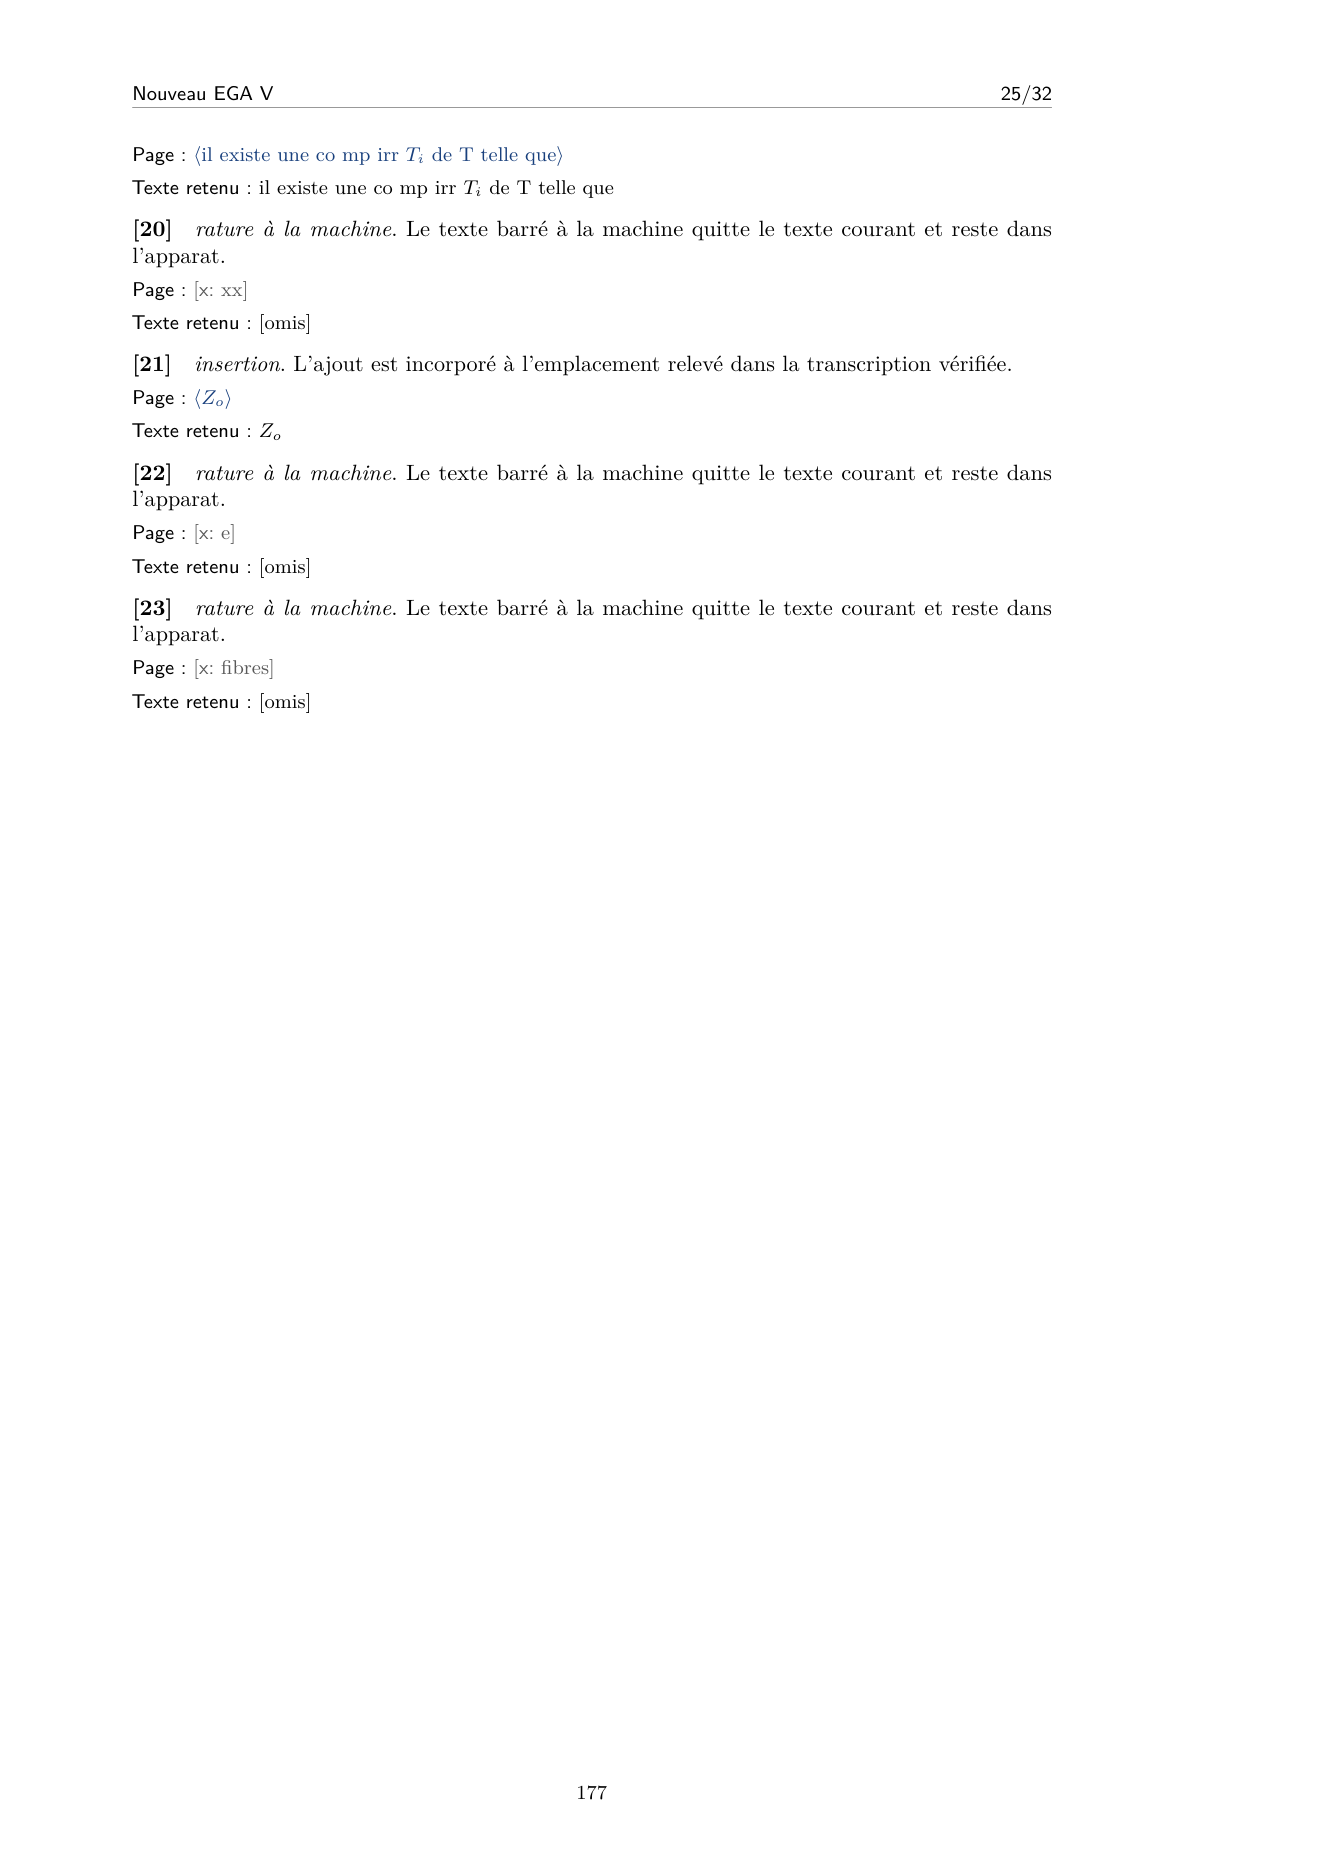 Nouveau EGA V 25/32
Page : ⟨il existe une co mp irr T_i de T telle que⟩
Texte retenu : il existe une co mp irr T_i de T telle que
[20] rature à la machine. Le texte barré à la machine quitte le texte courant et reste dans
l'apparat.
Page : [x: xx]
Texte retenu : [omis]
[21] insertion. L'ajout est incorporé à l'emplacement relevé dans la transcription vérifiée.
Page : ⟨Z_o⟩
Texte retenu : Z_o
[22] rature à la machine. Le texte barré à la machine quitte le texte courant et reste dans
l'apparat.
Page : [x: e]
Texte retenu : [omis]
[23] rature à la machine. Le texte barré à la machine quitte le texte courant et reste dans
l'apparat.
Page : [x: fibres]
Texte retenu : [omis]
177